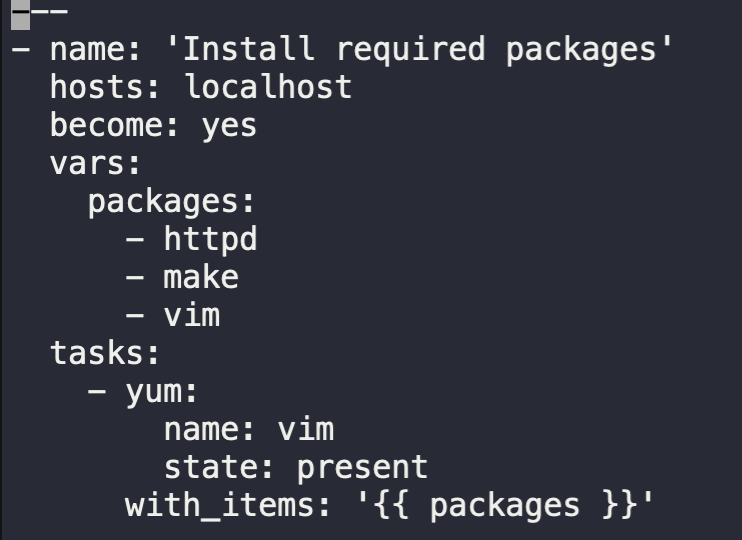 ---
- name: 'Install required packages'
  hosts: localhost
  become: yes
  vars:
    packages:
      - httpd
      - make
      - vim
  tasks:
    - yum:
        name: vim
        state: present
      with_items: '{{ packages }}'